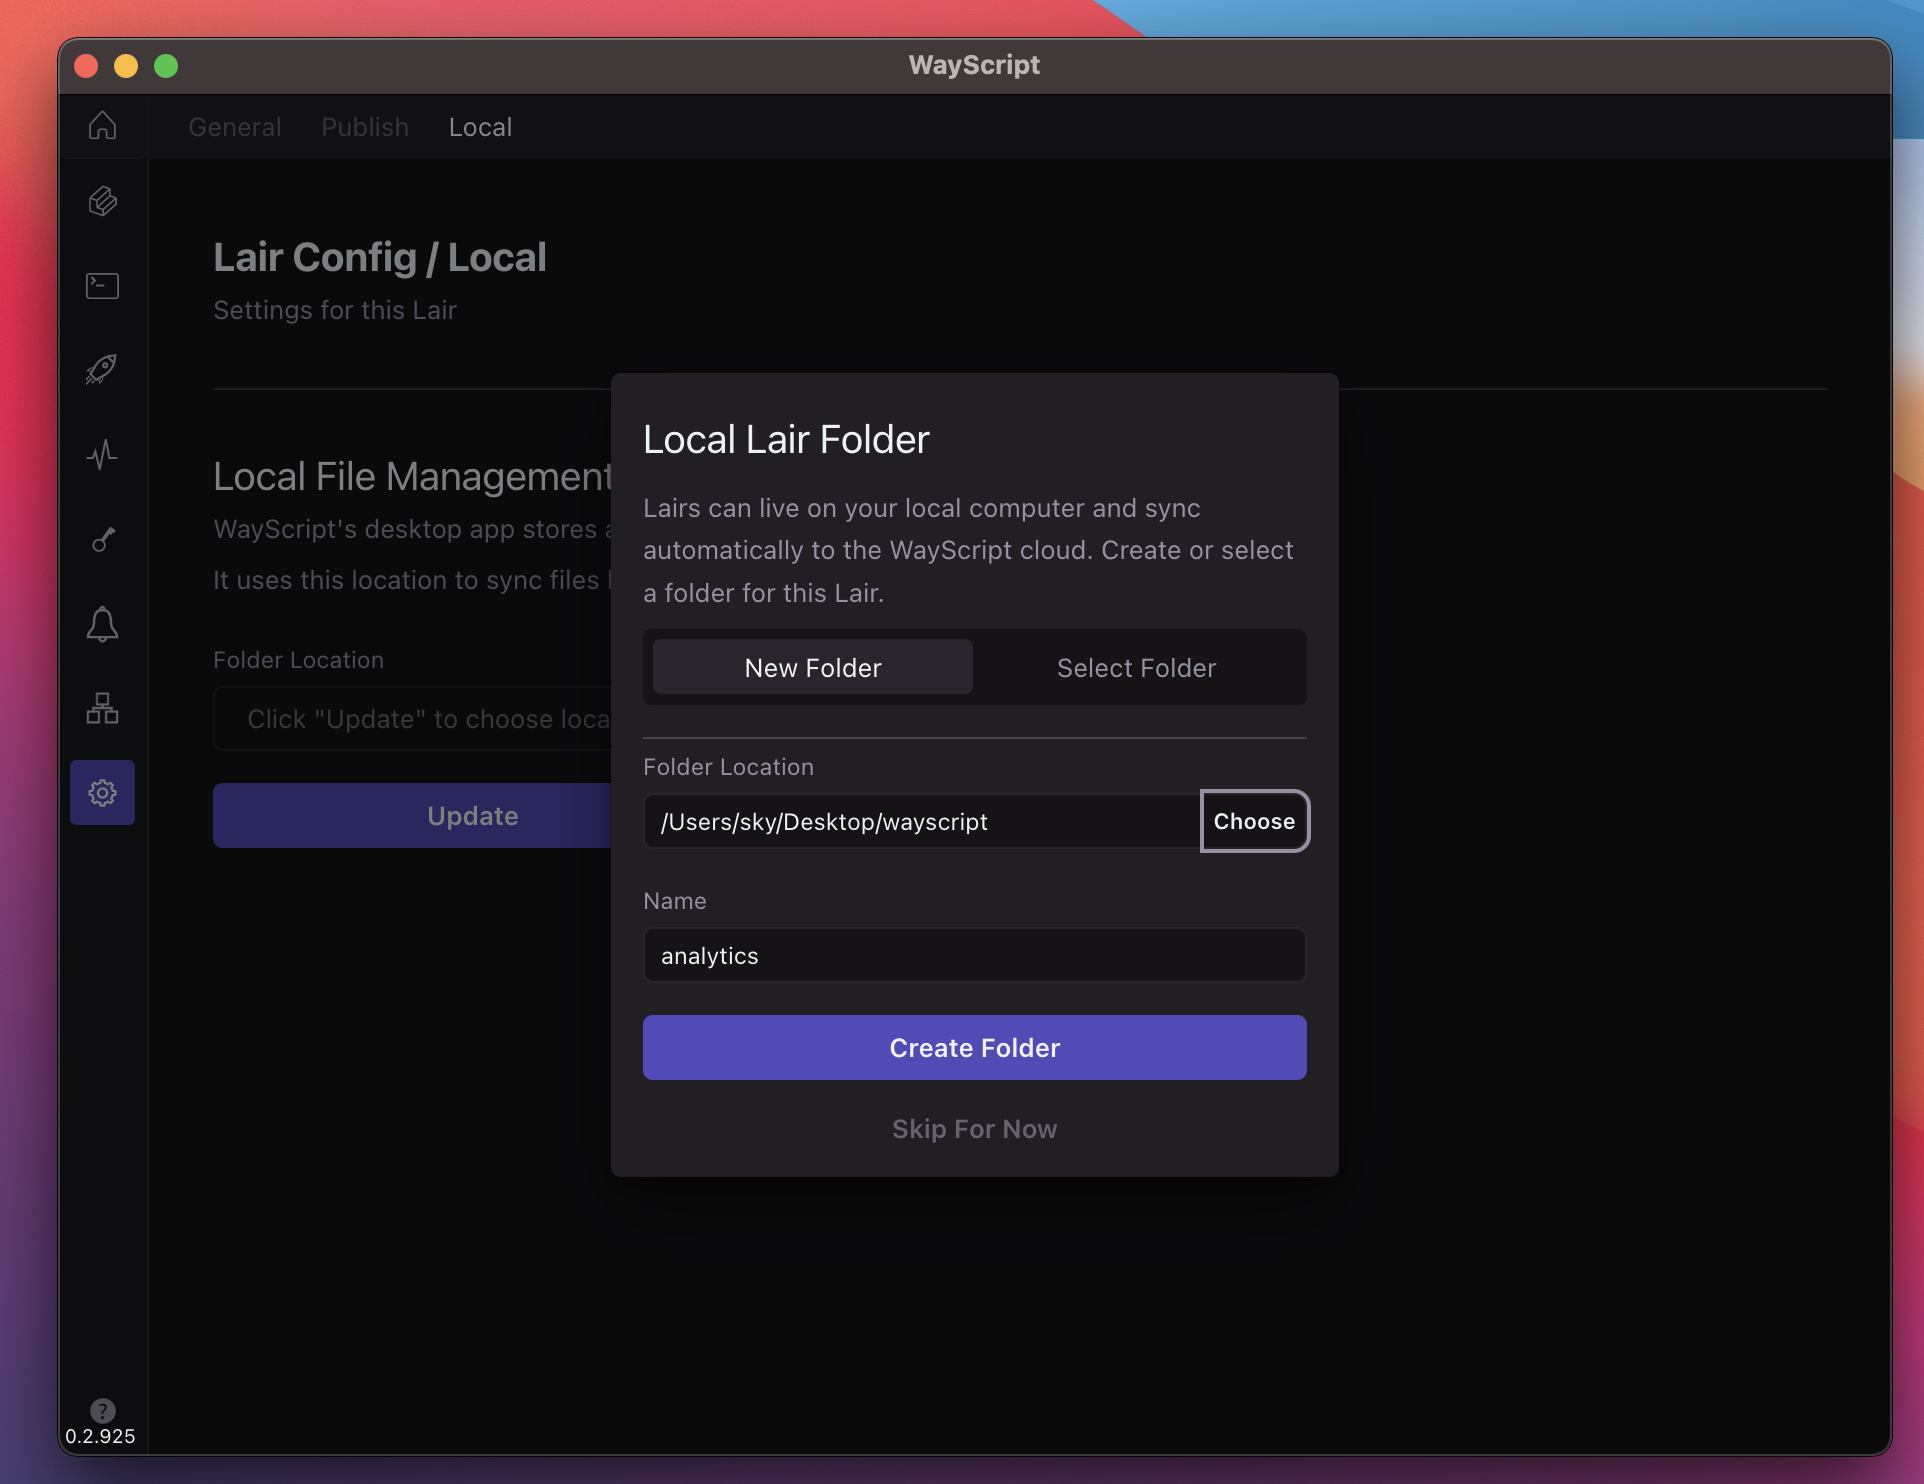 WayScript
General Publish Local
Lair Config / Local
Settings for this Lair
Local File Management
WayScript's desktop app stores
It uses this location to sync files
Folder Location
Click "Update" to choose loca
Update
Local Lair Folder
Lairs can live on your local computer and sync
automatically to the WayScript cloud. Create or select
a folder for this Lair.
New Folder Select Folder
Folder Location
/Users/sky/Desktop/wayscript Choose
Name
analytics
Create Folder
Skip For Now
?
0.2.925